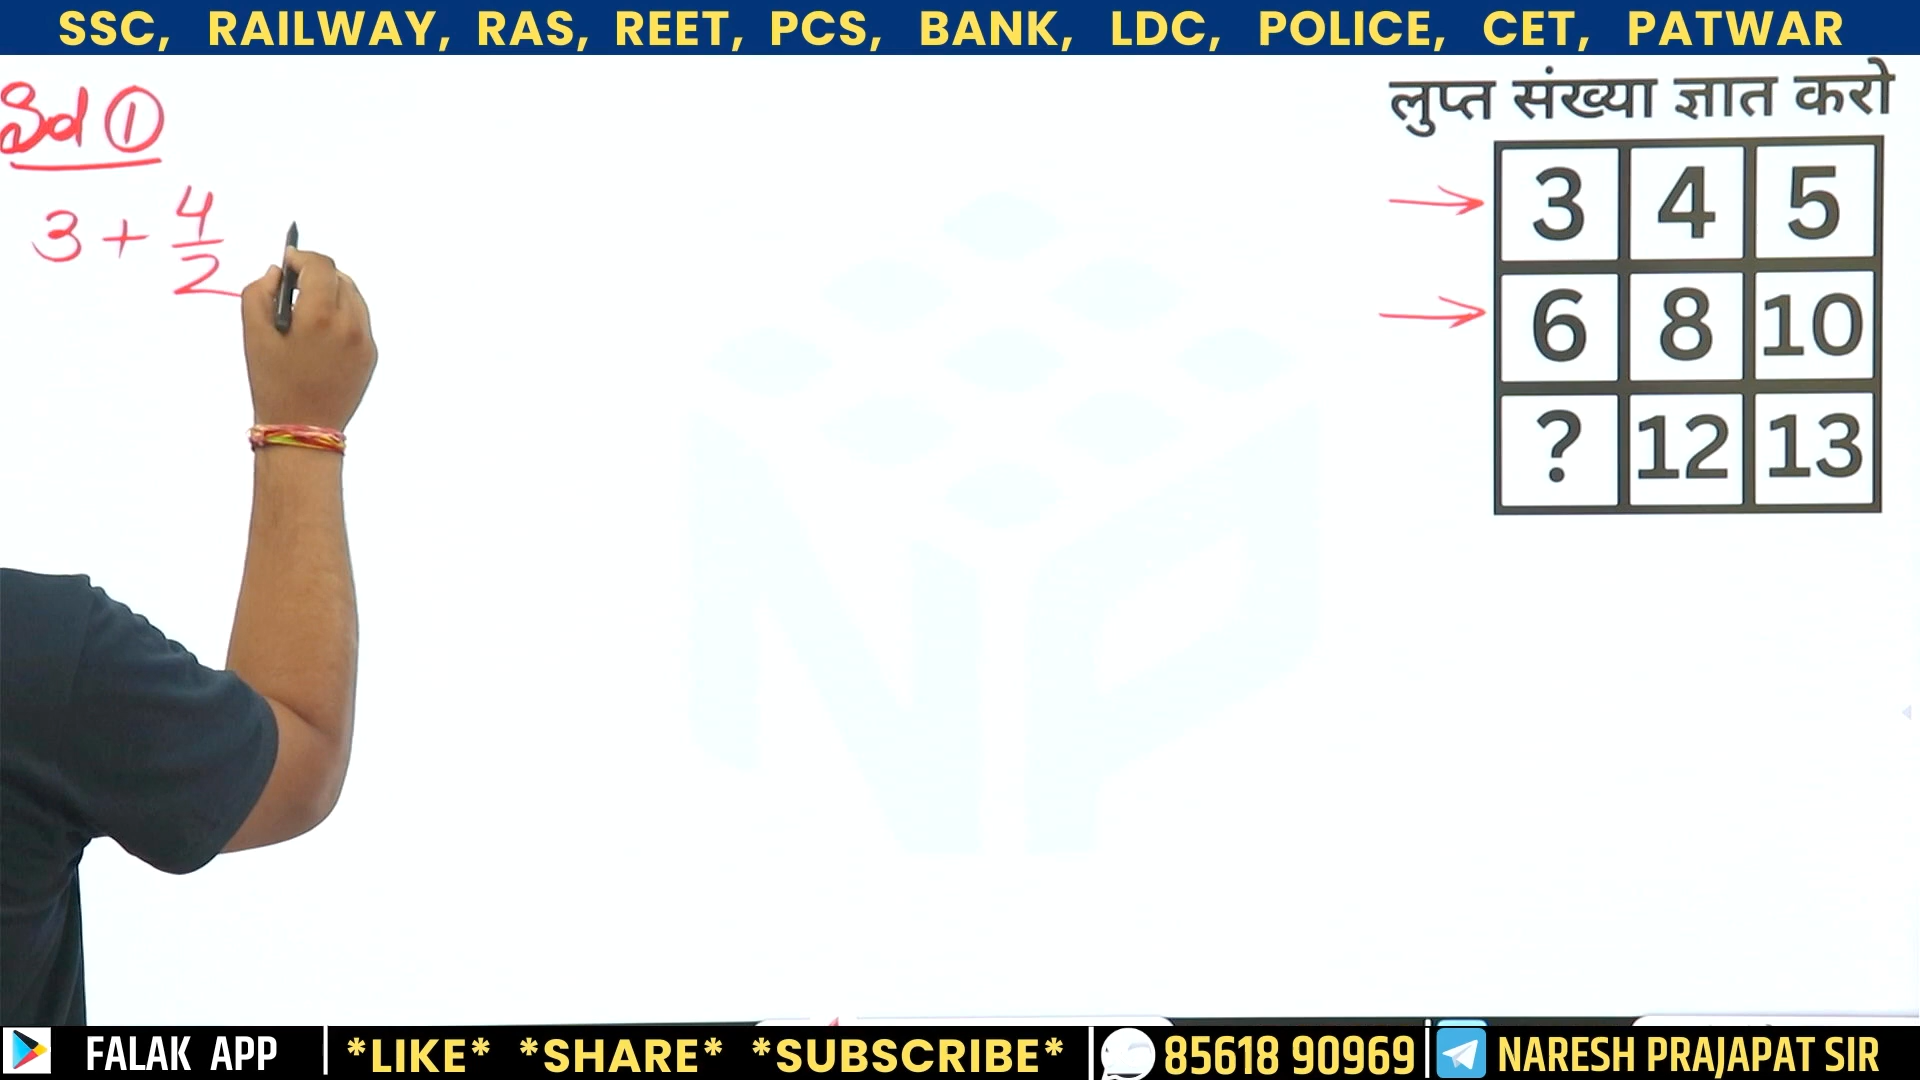 SSC, RAILWAY, RAS, REET, PCS, BANK, LDC, POLICE, CET, PATWAR
लुप्त संख्या ज्ञात करो
3 4 5
6 8 10
? 12 13
①
3 + 4/2
FALAK APP | *LIKE* *SHARE* *SUBSCRIBE* | 85618 90969 | NARESH PRAJAPAT SIR